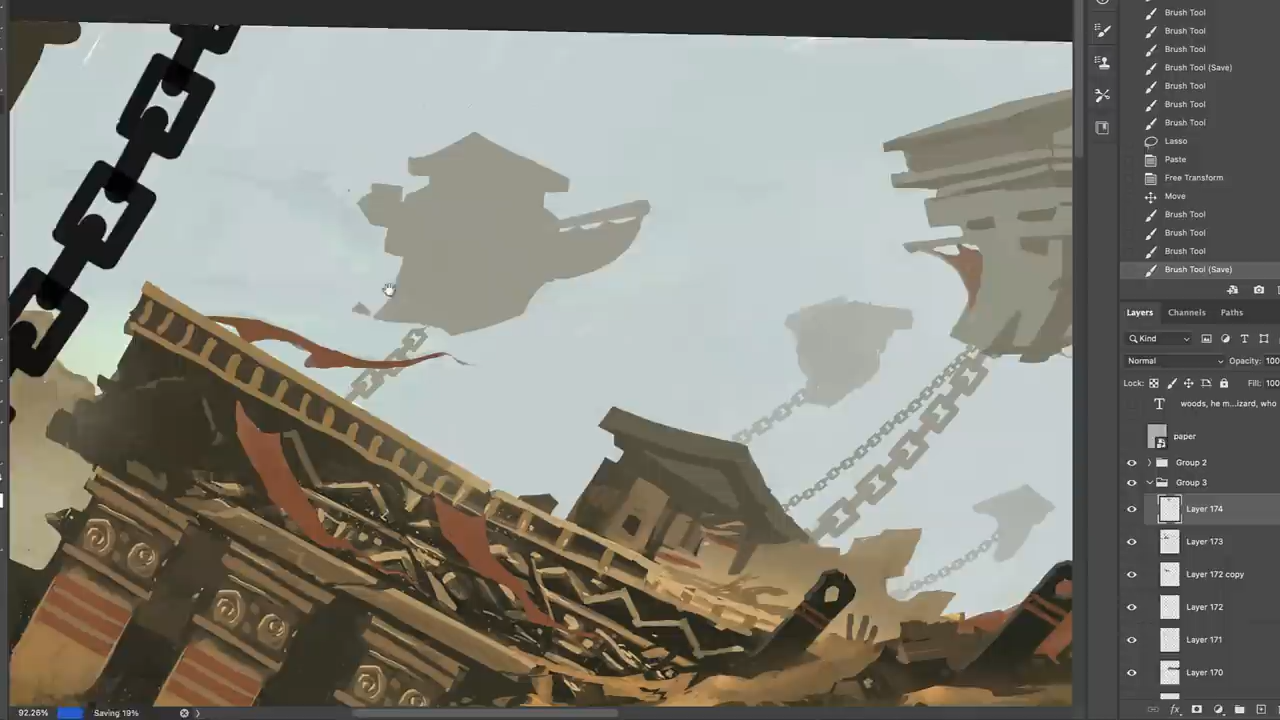 Brush Tool
Brush Tool
Brush Tool
Brush Tool (Save)
Brush Tool
Brush Tool
Brush Tool
Lasso
Paste
Free Transform
Move
Brush Tool
Brush Tool
Brush Tool
Brush Tool (Save)
Layers Channels Paths
Kind
Normal Opacity: 100
Lock: Fill: 100
T woods, he m...izard, who
paper
Group 2
Group 3
Layer 174
Layer 173
Layer 172 copy
Layer 172
Layer 171
Layer 170
fx
92.26% Saving 19%